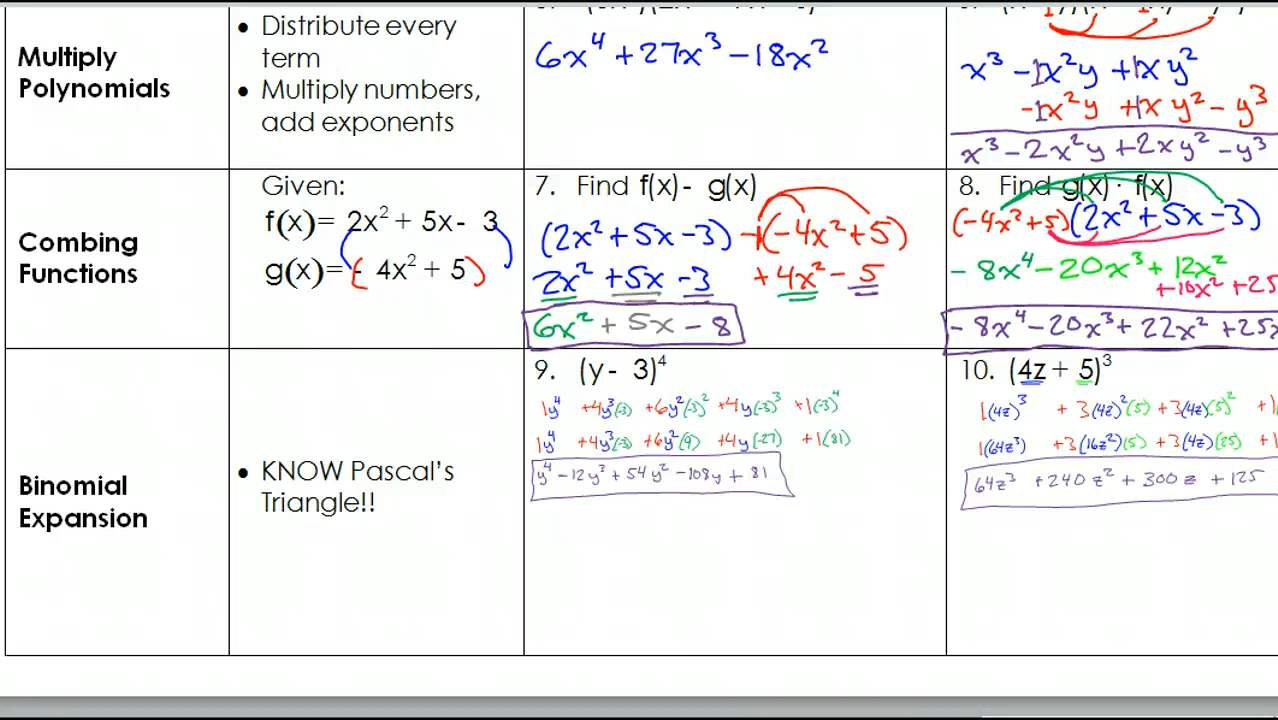 Multiply
Polynomials
• Distribute every
term
• Multiply numbers,
add exponents
6x⁴ + 27x³ - 18x²
x³ - 1x²y + 1xy²
- 1x²y + 1xy² - y³
x³ - 2x²y + 2xy² - y³
Combing
Functions
Given:
f(x)= 2x² + 5x - 3
g(x)= (- 4x² + 5)
7. Find f(x) - g(x)
(2x² + 5x - 3) - 1(-4x² + 5)
2x² + 5x - 3 + 4x² - 5
6x² + 5x - 8
8. Find g(x) · f(x)
(-4x² + 5)(2x² + 5x - 3)
- 8x⁴ - 20x³ + 12x²
+ 10x² + 25
- 8x⁴ - 20x³ + 22x² + 25x
Binomial
Expansion
• KNOW Pascal's
Triangle!!
9. (y - 3)⁴
1y⁴ + 4y³(-3) + 6y²(-3)² + 4y(-3)³ + 1(-3)⁴
1y⁴ + 4y³(-3) + 6y²(9) + 4y(-27) + 1(81)
y⁴ - 12y³ + 54y² - 108y + 81
10. (4z + 5)³
1(4z)³ + 3(4z)²(5) + 3(4z)(5)² + 1
1(64z³) + 3(16z²)(5) + 3(4z)(25) + 1
64z³ + 240z² + 300z + 125